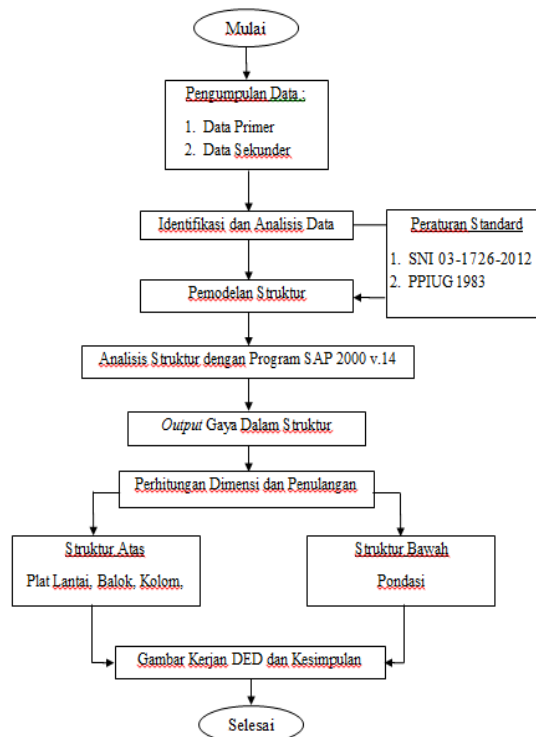 Mulai
Pengumpulan Data :
1. Data Primer
2. Data Sekunder
Identifikasi dan Analisis Data
Peraturan Standard
1. SNI 03-1726-2012
2. PPIUG 1983
Pemodelan Struktur
Analisis Struktur dengan Program SAP 2000 v.14
Output Gaya Dalam Struktur
Perhitungan Dimensi dan Penulangan
Struktur Atas
Plat Lantai, Balok, Kolom,
Struktur Bawah
Pondasi
Gambar Kerjan DED dan Kesimpulan
Selesai